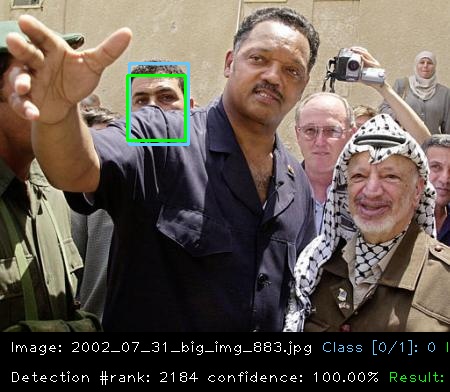 Image: 2002_07_31_big_img_883.jpg Class [0/1]: 0
Detection #rank: 2184 confidence: 100.00% Result: